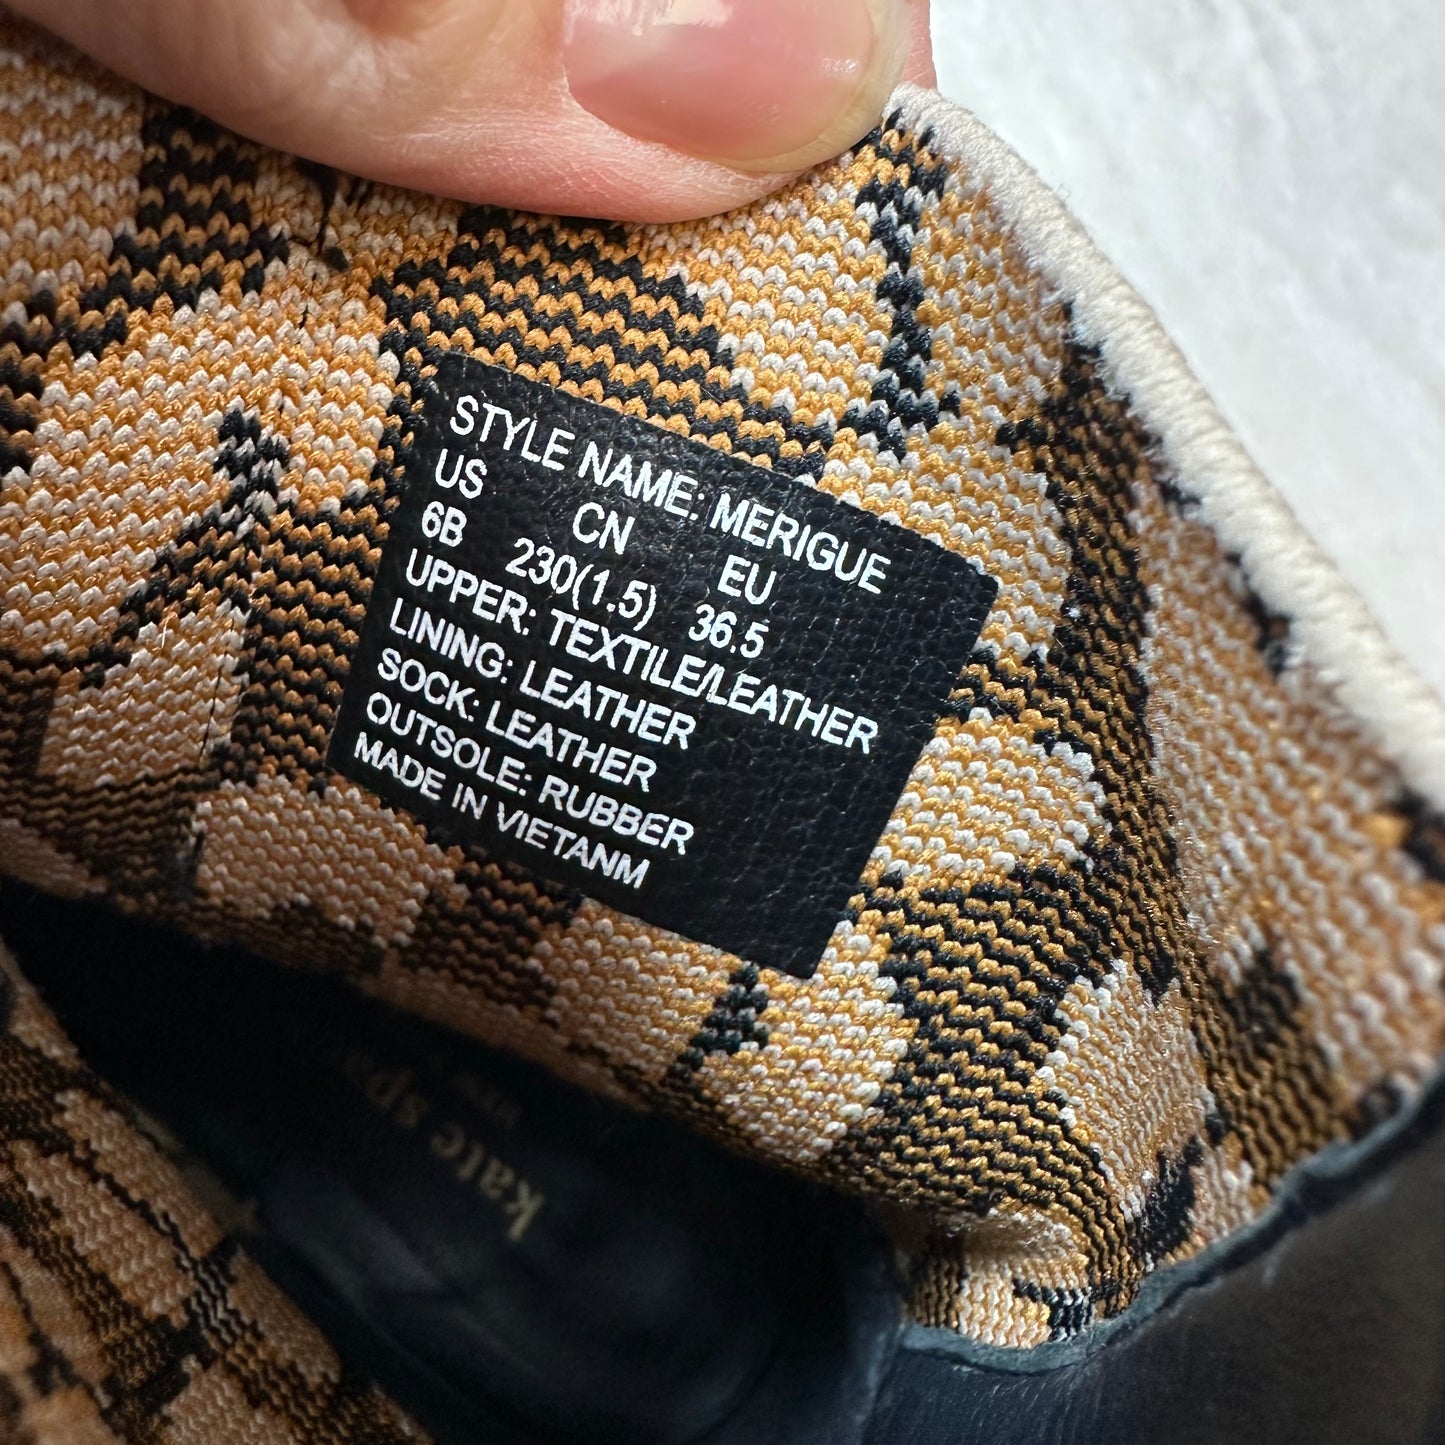 STYLE NAME: MERIGUE
US CN EU
6B 230(1.5) 36.5
UPPER: TEXTILE/LEATHER
LINING: LEATHER
SOCK: LEATHER
OUTSOLE: RUBBER
MADE IN VIETANM
kate sp